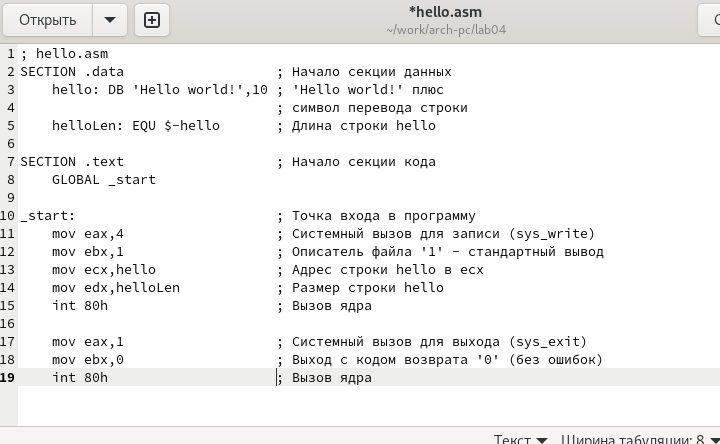 Открыть
*hello.asm
~/work/arch-pc/lab04
1 ; hello.asm
2 SECTION .data ; Начало секции данных
3 hello: DB 'Hello world!',10 ; 'Hello world!' плюс
4 ; символ перевода строки
5 helloLen: EQU $-hello ; Длина строки hello
6
7 SECTION .text ; Начало секции кода
8 GLOBAL _start
9
10 _start: ; Точка входа в программу
11 mov eax,4 ; Системный вызов для записи (sys_write)
12 mov ebx,1 ; Описатель файла '1' - стандартный вывод
13 mov ecx,hello ; Адрес строки hello в ecx
14 mov edx,helloLen ; Размер строки hello
15 int 80h ; Вызов ядра
16
17 mov eax,1 ; Системный вызов для выхода (sys_exit)
18 mov ebx,0 ; Выход с кодом возврата '0' (без ошибок)
19 int 80h ; Вызов ядра
Текст Ширина табуляции: 8